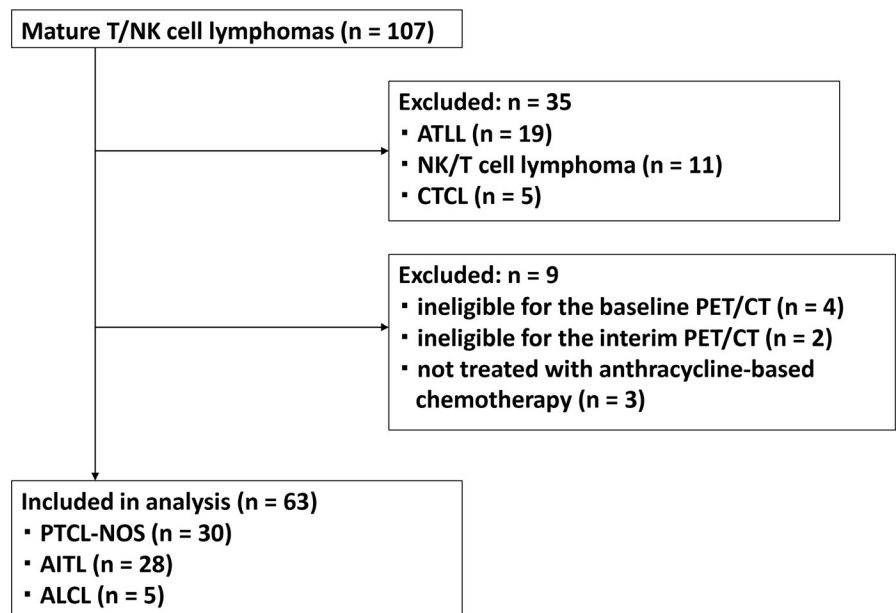 Mature T/NK cell lymphomas (n = 107)
Excluded: n = 35
・ATLL (n = 19)
・NK/T cell lymphoma (n = 11)
・CTCL (n = 5)
Excluded: n = 9
・ineligible for the baseline PET/CT (n = 4)
・ineligible for the interim PET/CT (n = 2)
・not treated with anthracycline-based
chemotherapy (n = 3)
Included in analysis (n = 63)
・PTCL-NOS (n = 30)
・AITL (n = 28)
・ALCL (n = 5)